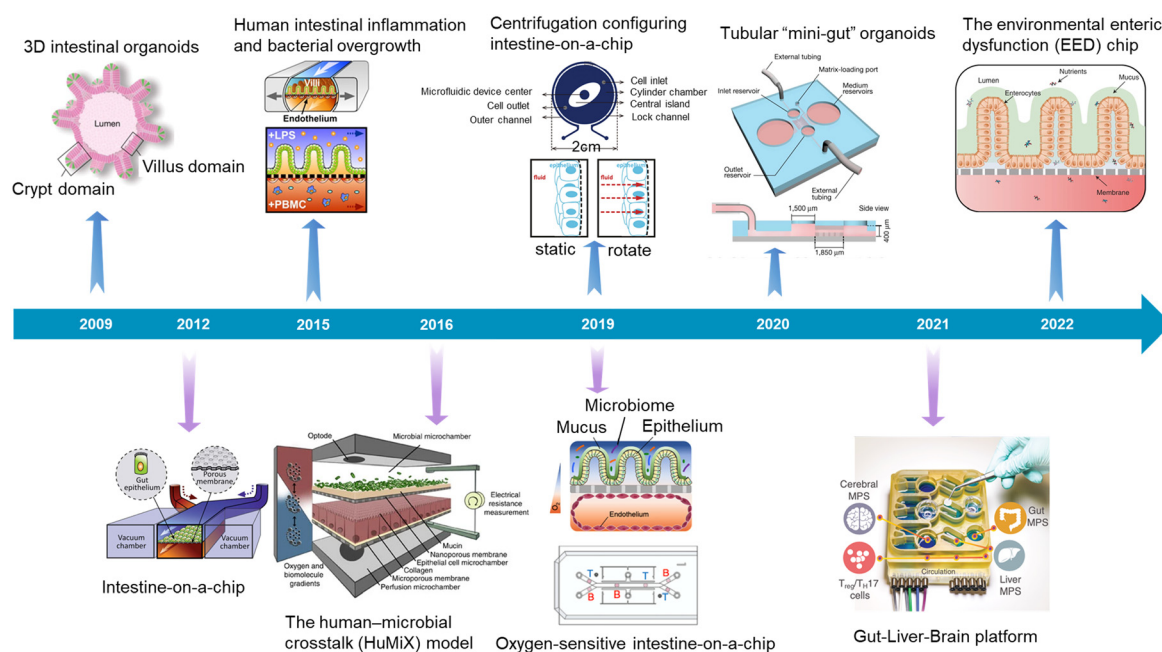 3D intestinal organoids
Lumen
Villus domain
Crypt domain
Human intestinal inflammation
and bacterial overgrowth
Villi
Endothelium
+LPS
+PBMC
Centrifugation configuring
intestine-on-a-chip
Microfluidic device center
Cell outlet
Outer channel
Cell inlet
Cylinder chamber
Central island
Lock channel
2cm
epithelium
fluid
epithelium
fluid
static
rotate
Tubular “mini-gut” organoids
External tubing
Matrix-loading port
Inlet reservoir
Medium
reservoirs
Outlet
reservoir
External
tubing
1,500 µm
Side view
400 µm
1,850 µm
The environmental enteric
dysfunction (EED) chip
Lumen
Nutrients
Mucus
Enterocytes
Membrane
2009
2012
2015
2016
2019
2020
2021
2022
Gut
epithelium
Porous
membrane
Vacuum
chamber
Vacuum
chamber
Intestine-on-a-chip
Optode
Microbial microchamber
Electrical
resistance
measurement
Mucin
Nanoporous membrane
Epithelial cell microchamber
Collagen
Microporous membrane
Perfusion microchamber
Oxygen and
biomolecule
gradients
The human–microbial
crosstalk (HuMiX) model
Microbiome
Mucus
Epithelium
Endothelium
T
T
B
B
B
T
Oxygen-sensitive intestine-on-a-chip
Cerebral
MPS
Gut
MPS
Treg/TH17
cells
Liver
MPS
Circulation
Gut-Liver-Brain platform